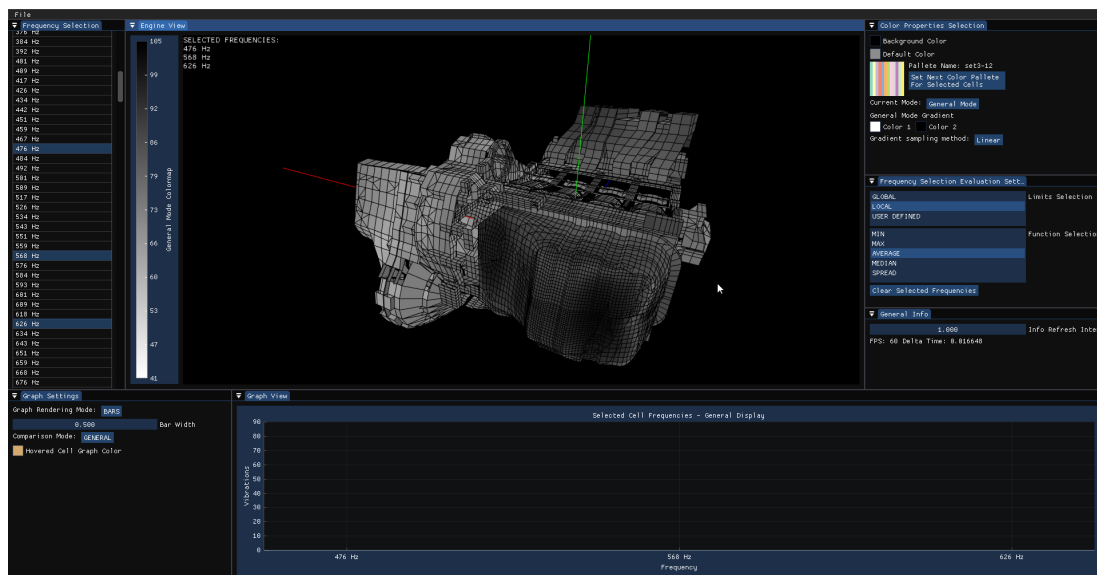 File
Frequency Selection
376 Hz
384 Hz
392 Hz
401 Hz
409 Hz
417 Hz
426 Hz
434 Hz
442 Hz
451 Hz
459 Hz
467 Hz
476 Hz
484 Hz
492 Hz
501 Hz
509 Hz
517 Hz
526 Hz
534 Hz
543 Hz
551 Hz
559 Hz
568 Hz
576 Hz
584 Hz
593 Hz
601 Hz
609 Hz
618 Hz
626 Hz
634 Hz
643 Hz
651 Hz
659 Hz
668 Hz
676 Hz
Engine View
105
99
92
86
79
73
66
60
53
47
41
General Mode Colormap
SELECTED FREQUENCIES:
476 Hz
568 Hz
626 Hz
Color Properties Selection
Background Color
Default Color
Pallete Name: set3-12
Set Next Color Pallete
For Selected Cells
Current Mode: General Mode
General Mode Gradient
Color 1 Color 2
Gradient sampling method: Linear
Frequency Selection Evaluation Sett…
GLOBAL
LOCAL
USER DEFINED
Limits Selection
MIN
MAX
AVERAGE
MEDIAN
SPREAD
Function Selectio
Clear Selected Frequencies
General Info
1.000 Info Refresh Inte
FPS: 60 Delta Time: 0.016648
Graph Settings
Graph Rendering Mode: BARS
0.500 Bar Width
Comparison Mode: GENERAL
Hovered Cell Graph Color
Graph View
Selected Cell Frequencies - General Display
90
80
70
60
50
40
30
20
10
0
Vibrations
476 Hz 568 Hz 626 Hz
Frequency